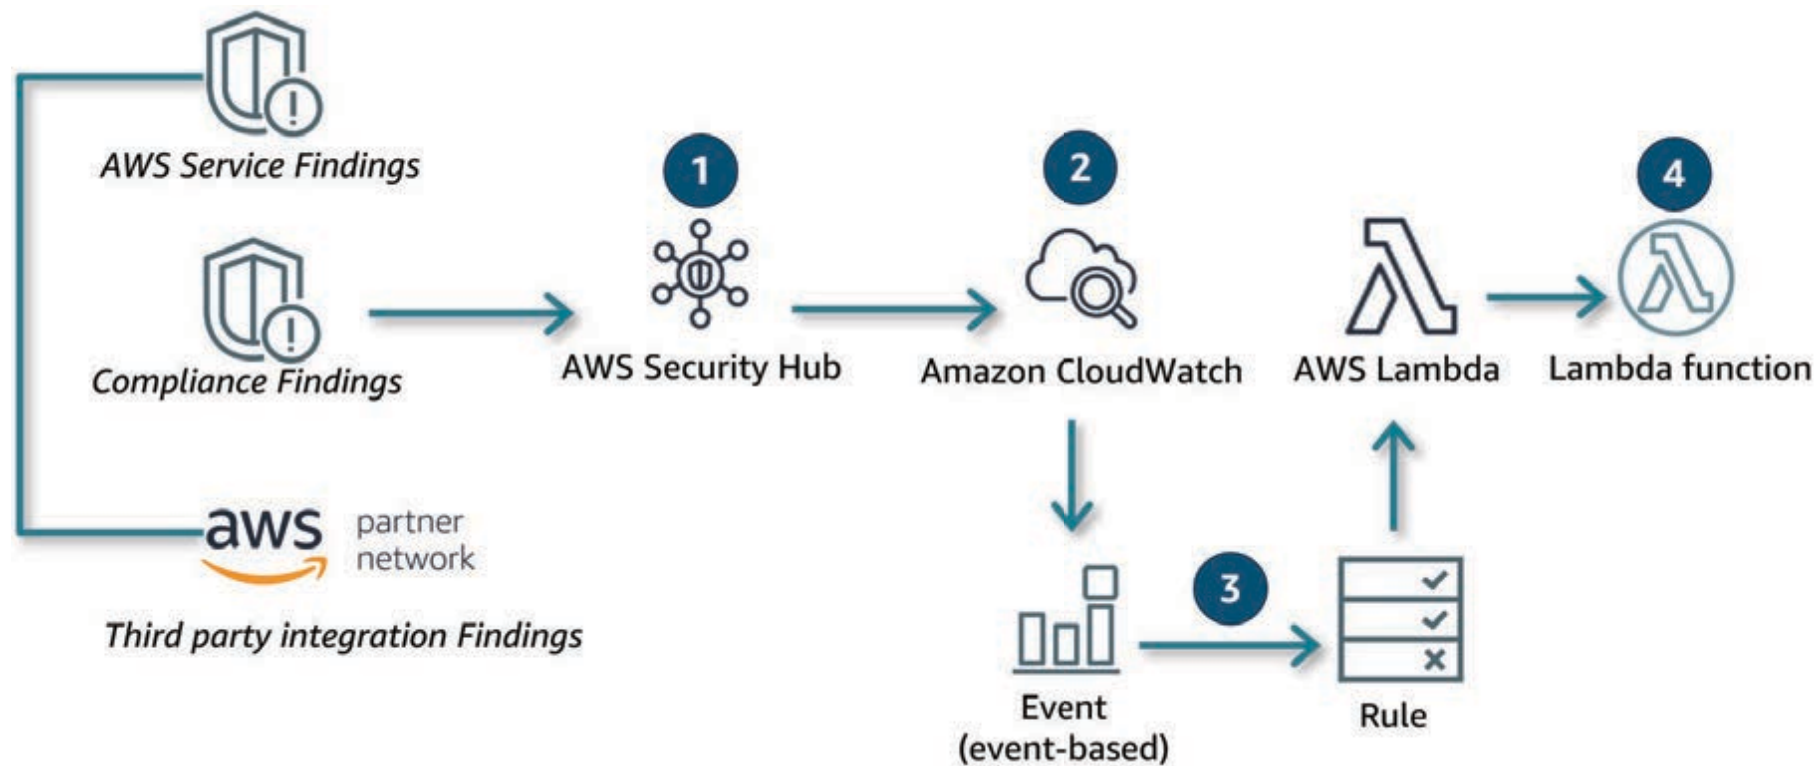 AWS Service Findings
Compliance Findings
aws
partner
network
Third party integration Findings
1
AWS Security Hub
2
Amazon CloudWatch
Event
(event-based)
3
Rule
AWS Lambda
4
Lambda function